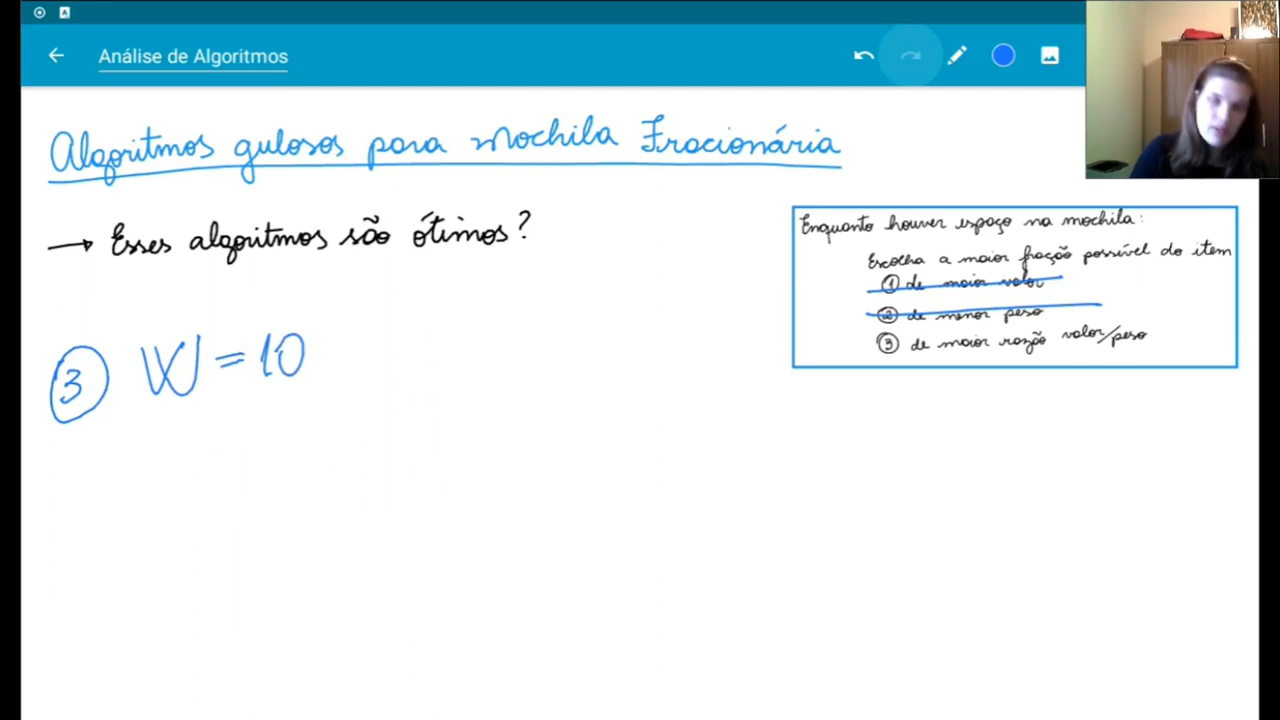 Análise de Algoritmos
Algoritmos gulosos para Mochila Fracionária
→ Esses algoritmos são ótimos?
Enquanto houver espaço na mochila:
Escolha a maior fração possível do item
① de maior valor
② de menor peso
③ de maior razão valor/peso
③ W = 10